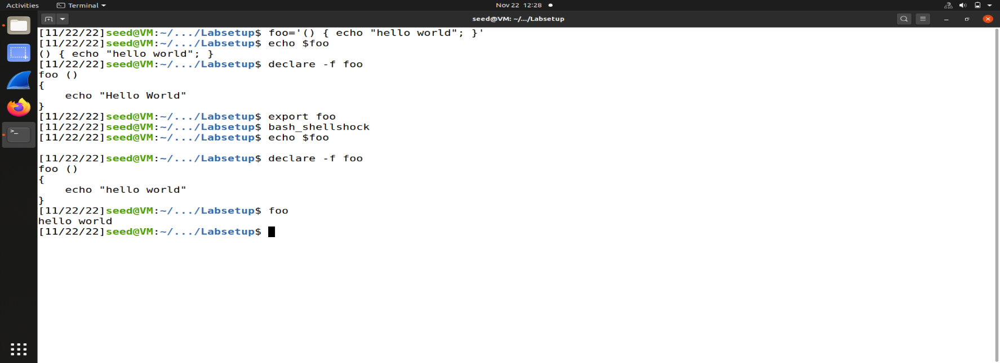 Activities Terminal Nov 22 12:28
seed@VM: ~/.../Labsetup
[11/22/22]seed@VM:~/.../Labsetup$ foo='() { echo "hello world"; }'
[11/22/22]seed@VM:~/.../Labsetup$ echo $foo
() { echo "hello world"; }
[11/22/22]seed@VM:~/.../Labsetup$ declare -f foo
foo ()
{
    echo "Hello World"
}
[11/22/22]seed@VM:~/.../Labsetup$ export foo
[11/22/22]seed@VM:~/.../Labsetup$ bash_shellshock
[11/22/22]seed@VM:~/.../Labsetup$ echo $foo

[11/22/22]seed@VM:~/.../Labsetup$ declare -f foo
foo ()
{
    echo "hello world"
}
[11/22/22]seed@VM:~/.../Labsetup$ foo
hello world
[11/22/22]seed@VM:~/.../Labsetup$